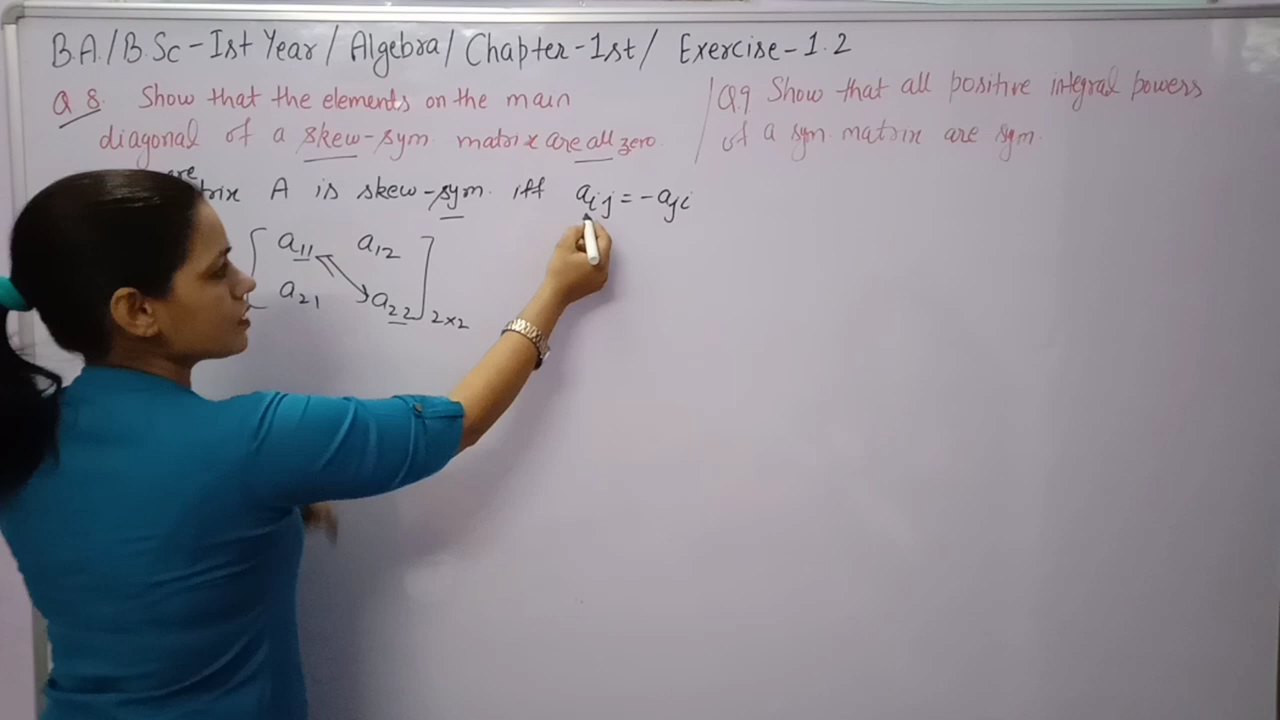 B.A./B.Sc - Ist Year / Algebra / Chapter - 1st / Exercise - 1.2
Q 8. Show that the elements on the main
diagonal of a skew-sym matrix are all zero.
Q.9 Show that all positive integral powers
of a sym. matrix are sym.
are
A is skew-sym. iff aij = -aji
a11 a12
a21 a22 2×2